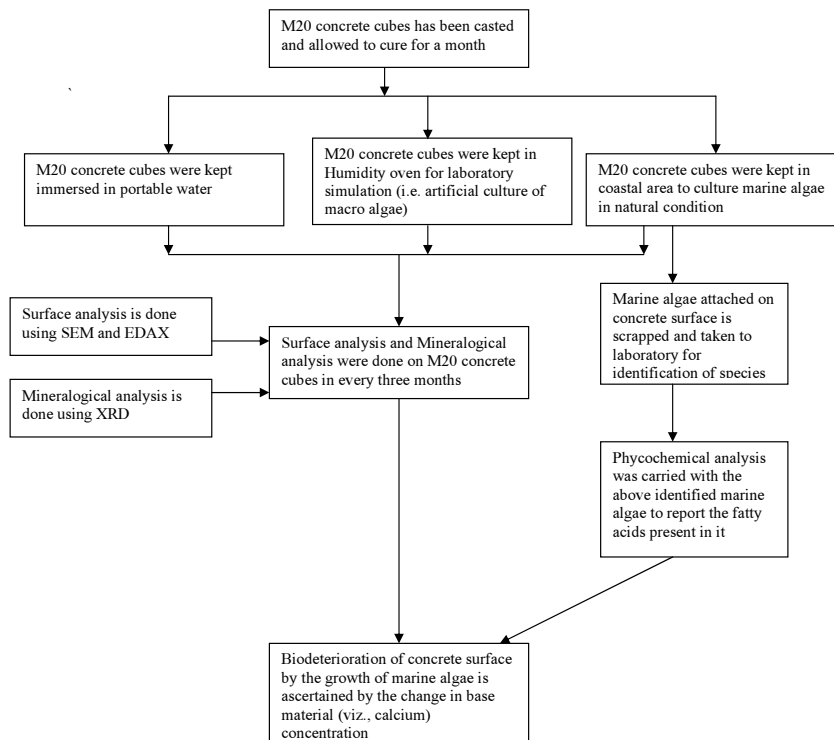 M20 concrete cubes has been casted
and allowed to cure for a month
`
M20 concrete cubes were kept
immersed in portable water
M20 concrete cubes were kept in
Humidity oven for laboratory
simulation (i.e. artificial culture of
macro algae)
M20 concrete cubes were kept in
coastal area to culture marine algae
in natural condition
Surface analysis is done
using SEM and EDAX
Mineralogical analysis is
done using XRD
Surface analysis and Mineralogical
analysis were done on M20 concrete
cubes in every three months
Marine algae attached on
concrete surface is
scrapped and taken to
laboratory for
identification of species
Phycochemical analysis
was carried with the
above identified marine
algae to report the fatty
acids present in it
Biodeterioration of concrete surface
by the growth of marine algae is
ascertained by the change in base
material (viz., calcium)
concentration